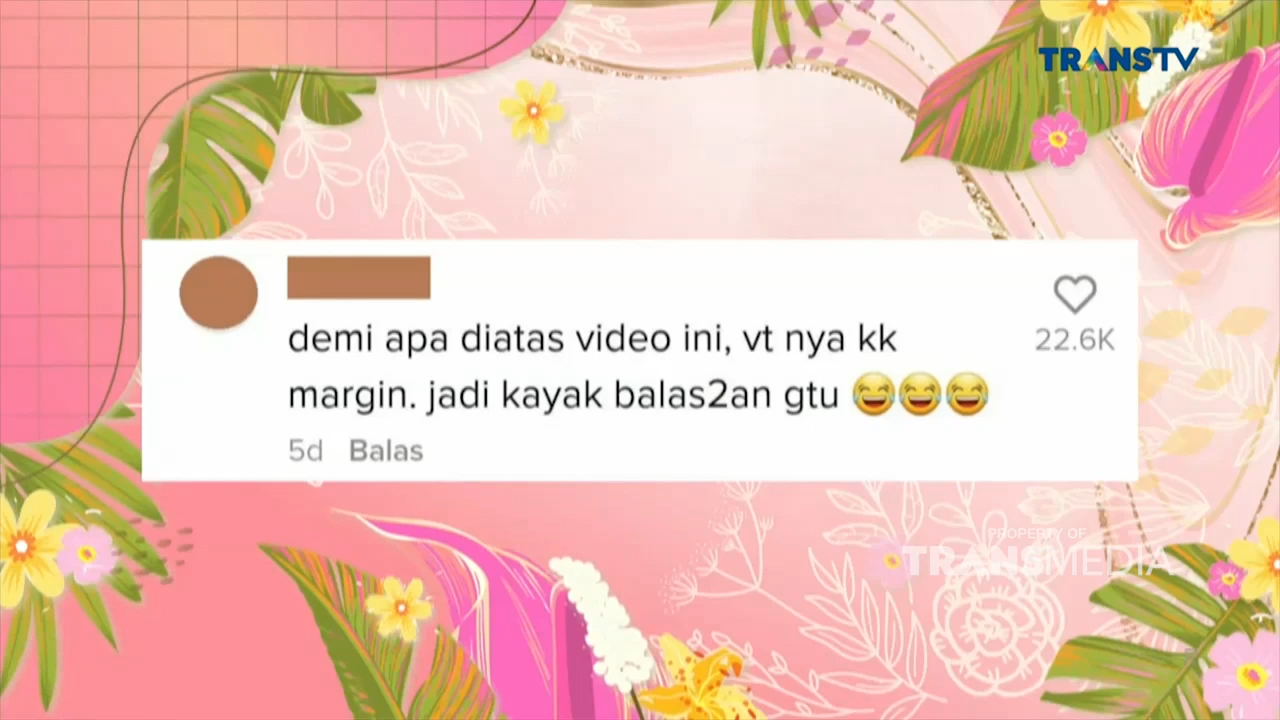 TRANSTV
LIVE
demi apa diatas video ini, vt nya kk
margin. jadi kayak balas2an gtu 😂😂😂
22.6K
5d Balas
PROPERTY OF
TRANSMEDIA